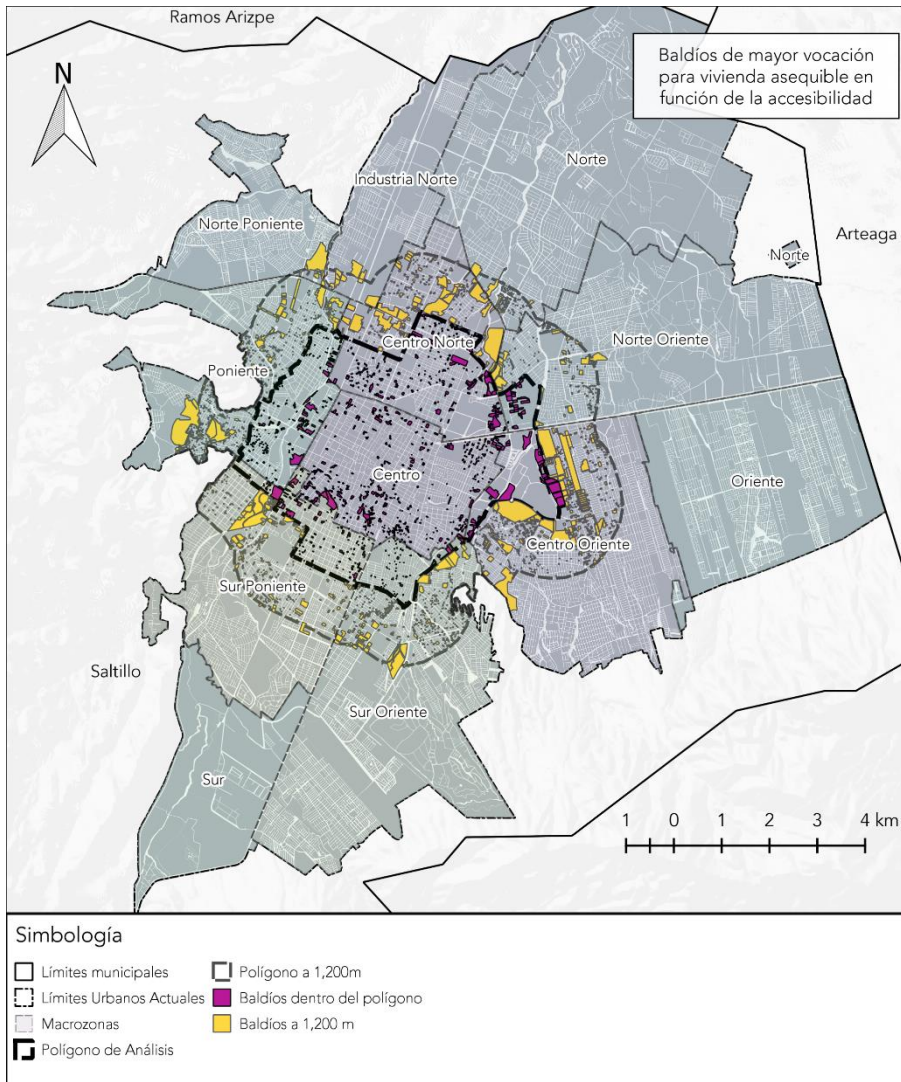 Ramos Arizpe
Baldíos de mayor vocación
para vivienda asequible en
función de la accesibilidad
N
Norte
Industria Norte
Norte Poniente
Arteaga
Norte
Centro Norte
Norte Oriente
Poniente
Centro
Oriente
Centro Oriente
Sur Poniente
Saltillo
Sur Oriente
Sur
1 0 1 2 3 4 km
Simbología
Límites municipales
Límites Urbanos Actuales
Macrozonas
Polígono de Análisis
Polígono a 1,200m
Baldíos dentro del polígono
Baldíos a 1,200 m